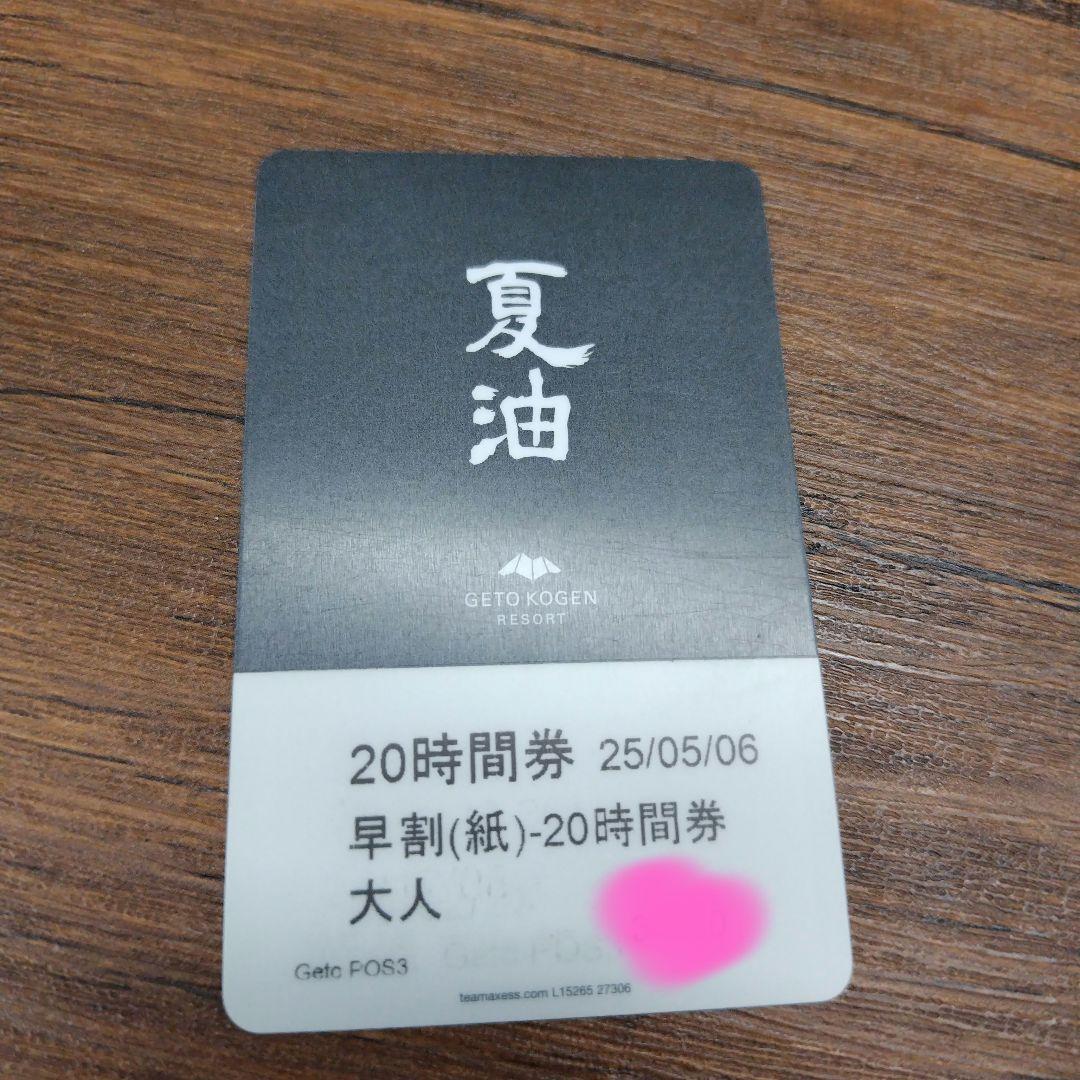 夏油
GETO KOGEN
RESORT
20時間券 25/05/06
早割(紙)-20時間券
大人
Geto POS3
teamaxess.com L15265 27306